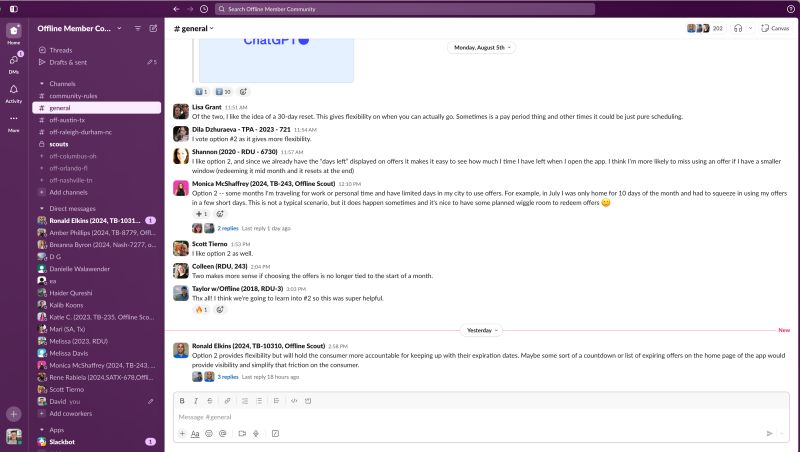 Search Offline Member Community
Offline Member Co...
Home
DMs
Activity
More
Threads
Drafts & sent
5
Channels
# community-rules
# general
# off-austin-tx
# off-raleigh-durham-nc
scouts
off-columbus-oh
off-orlando-fl
off-nashville-tn
Add channels
Direct messages
Ronald Elkins (2024, TB-1031...
1
Amber Phillips (2024, TB-8779, Offl...
Breanna Byron (2024, Nash-7277, o...
D G
Danielle Walawender
ea
Haider Qureshi
Kalib Koons
Katie C. (2023, TB-235, Offline Sco...
Mari (SA, Tx)
Melissa (2023, RDU)
Melissa Davis
Monica McShaffrey (2024, TB-243, ...
Rene Rabiela (2024,SATX-678,Offli...
Scott Tierno
David you
Add coworkers
Apps
Slackbot
1
# general
202
Canvas
Monday, August 5th
ChatGPT
1 1
2 10
Lisa Grant 11:51 AM
Of the two, I like the idea of a 30-day reset. This gives flexibility on when you can actually go. Sometimes is a pay period thing and other times it could be just pure scheduling.
Dila Dzhuraeva - TPA - 2023 - 721 11:54 AM
I vote option #2 as it gives more flexibility.
Shannon (2020 - RDU - 6730) 11:57 AM
I like option 2, and since we already have the "days left" displayed on offers it makes it easy to see how much I time I have left when I open the app. I think I'm more likely to miss using an offer if I have a smaller
window (redeeming it mid month and it resets at the end)
Monica McShaffrey (2024, TB-243, Offline Scout) 12:10 PM
Option 2 -- some months I'm traveling for work or personal time and have limited days in my city to use offers. For example, in July I was only home for 10 days of the month and had to squeeze in using my offers
in a few short days. This is not a typical scenario, but it does happen sometimes and it's nice to have some planned wiggle room to redeem offers
1
2 replies Last reply 1 day ago
Scott Tierno 1:53 PM
I like option 2 as well.
Colleen (RDU, 243) 2:04 PM
Two makes more sense if choosing the offers is no longer tied to the start of a month.
Taylor w/Offline (2018, RDU-3) 3:03 PM
Thx all! I think we're going to learn into #2 so this was super helpful.
1
Yesterday
New
Ronald Elkins (2024, TB-10310, Offline Scout) 2:58 PM
Option 2 provides flexibility but will hold the consumer more accountable for keeping up with their expiration dates. Maybe some sort of a countdown or list of expiring offers on the home page of the app would
provide visibility and simplify that friction on the consumer.
3 replies Last reply 18 hours ago
Message #general
Aa